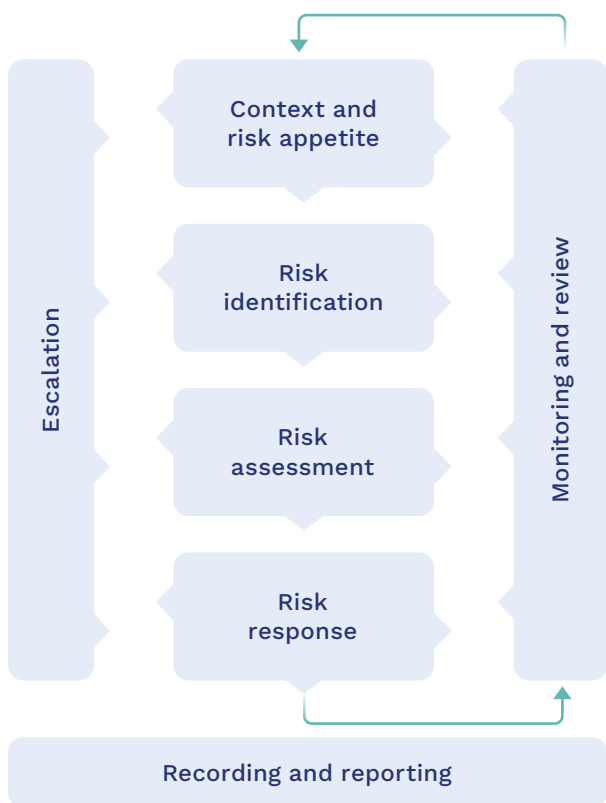 Context and
risk appetite
Risk
identification
Risk
assessment
Risk
response
Escalation
Monitoring and review
Recording and reporting